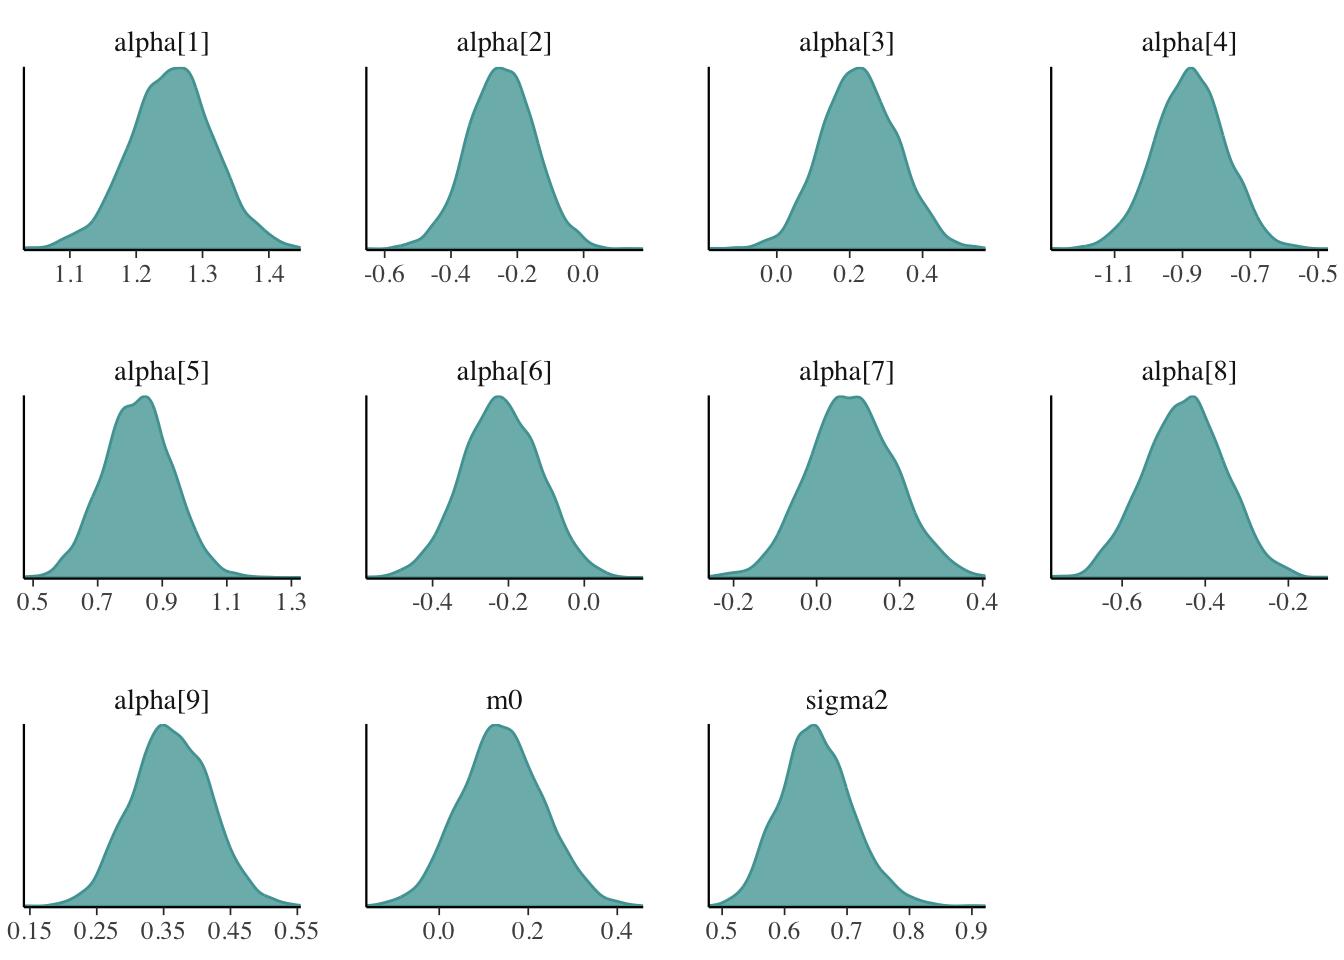 alpha[1] alpha[2] alpha[3] alpha[4]
1.1 1.2 1.3 1.4 -0.6 -0.4 -0.2 0.0 0.0 0.2 0.4 -1.1 -0.9 -0.7 -0.5
alpha[5] alpha[6] alpha[7] alpha[8]
0.5 0.7 0.9 1.1 1.3 -0.4 -0.2 0.0 -0.2 0.0 0.2 0.4 -0.6 -0.4 -0.2
alpha[9] m0 sigma2
0.15 0.25 0.35 0.45 0.55 0.0 0.2 0.4 0.5 0.6 0.7 0.8 0.9